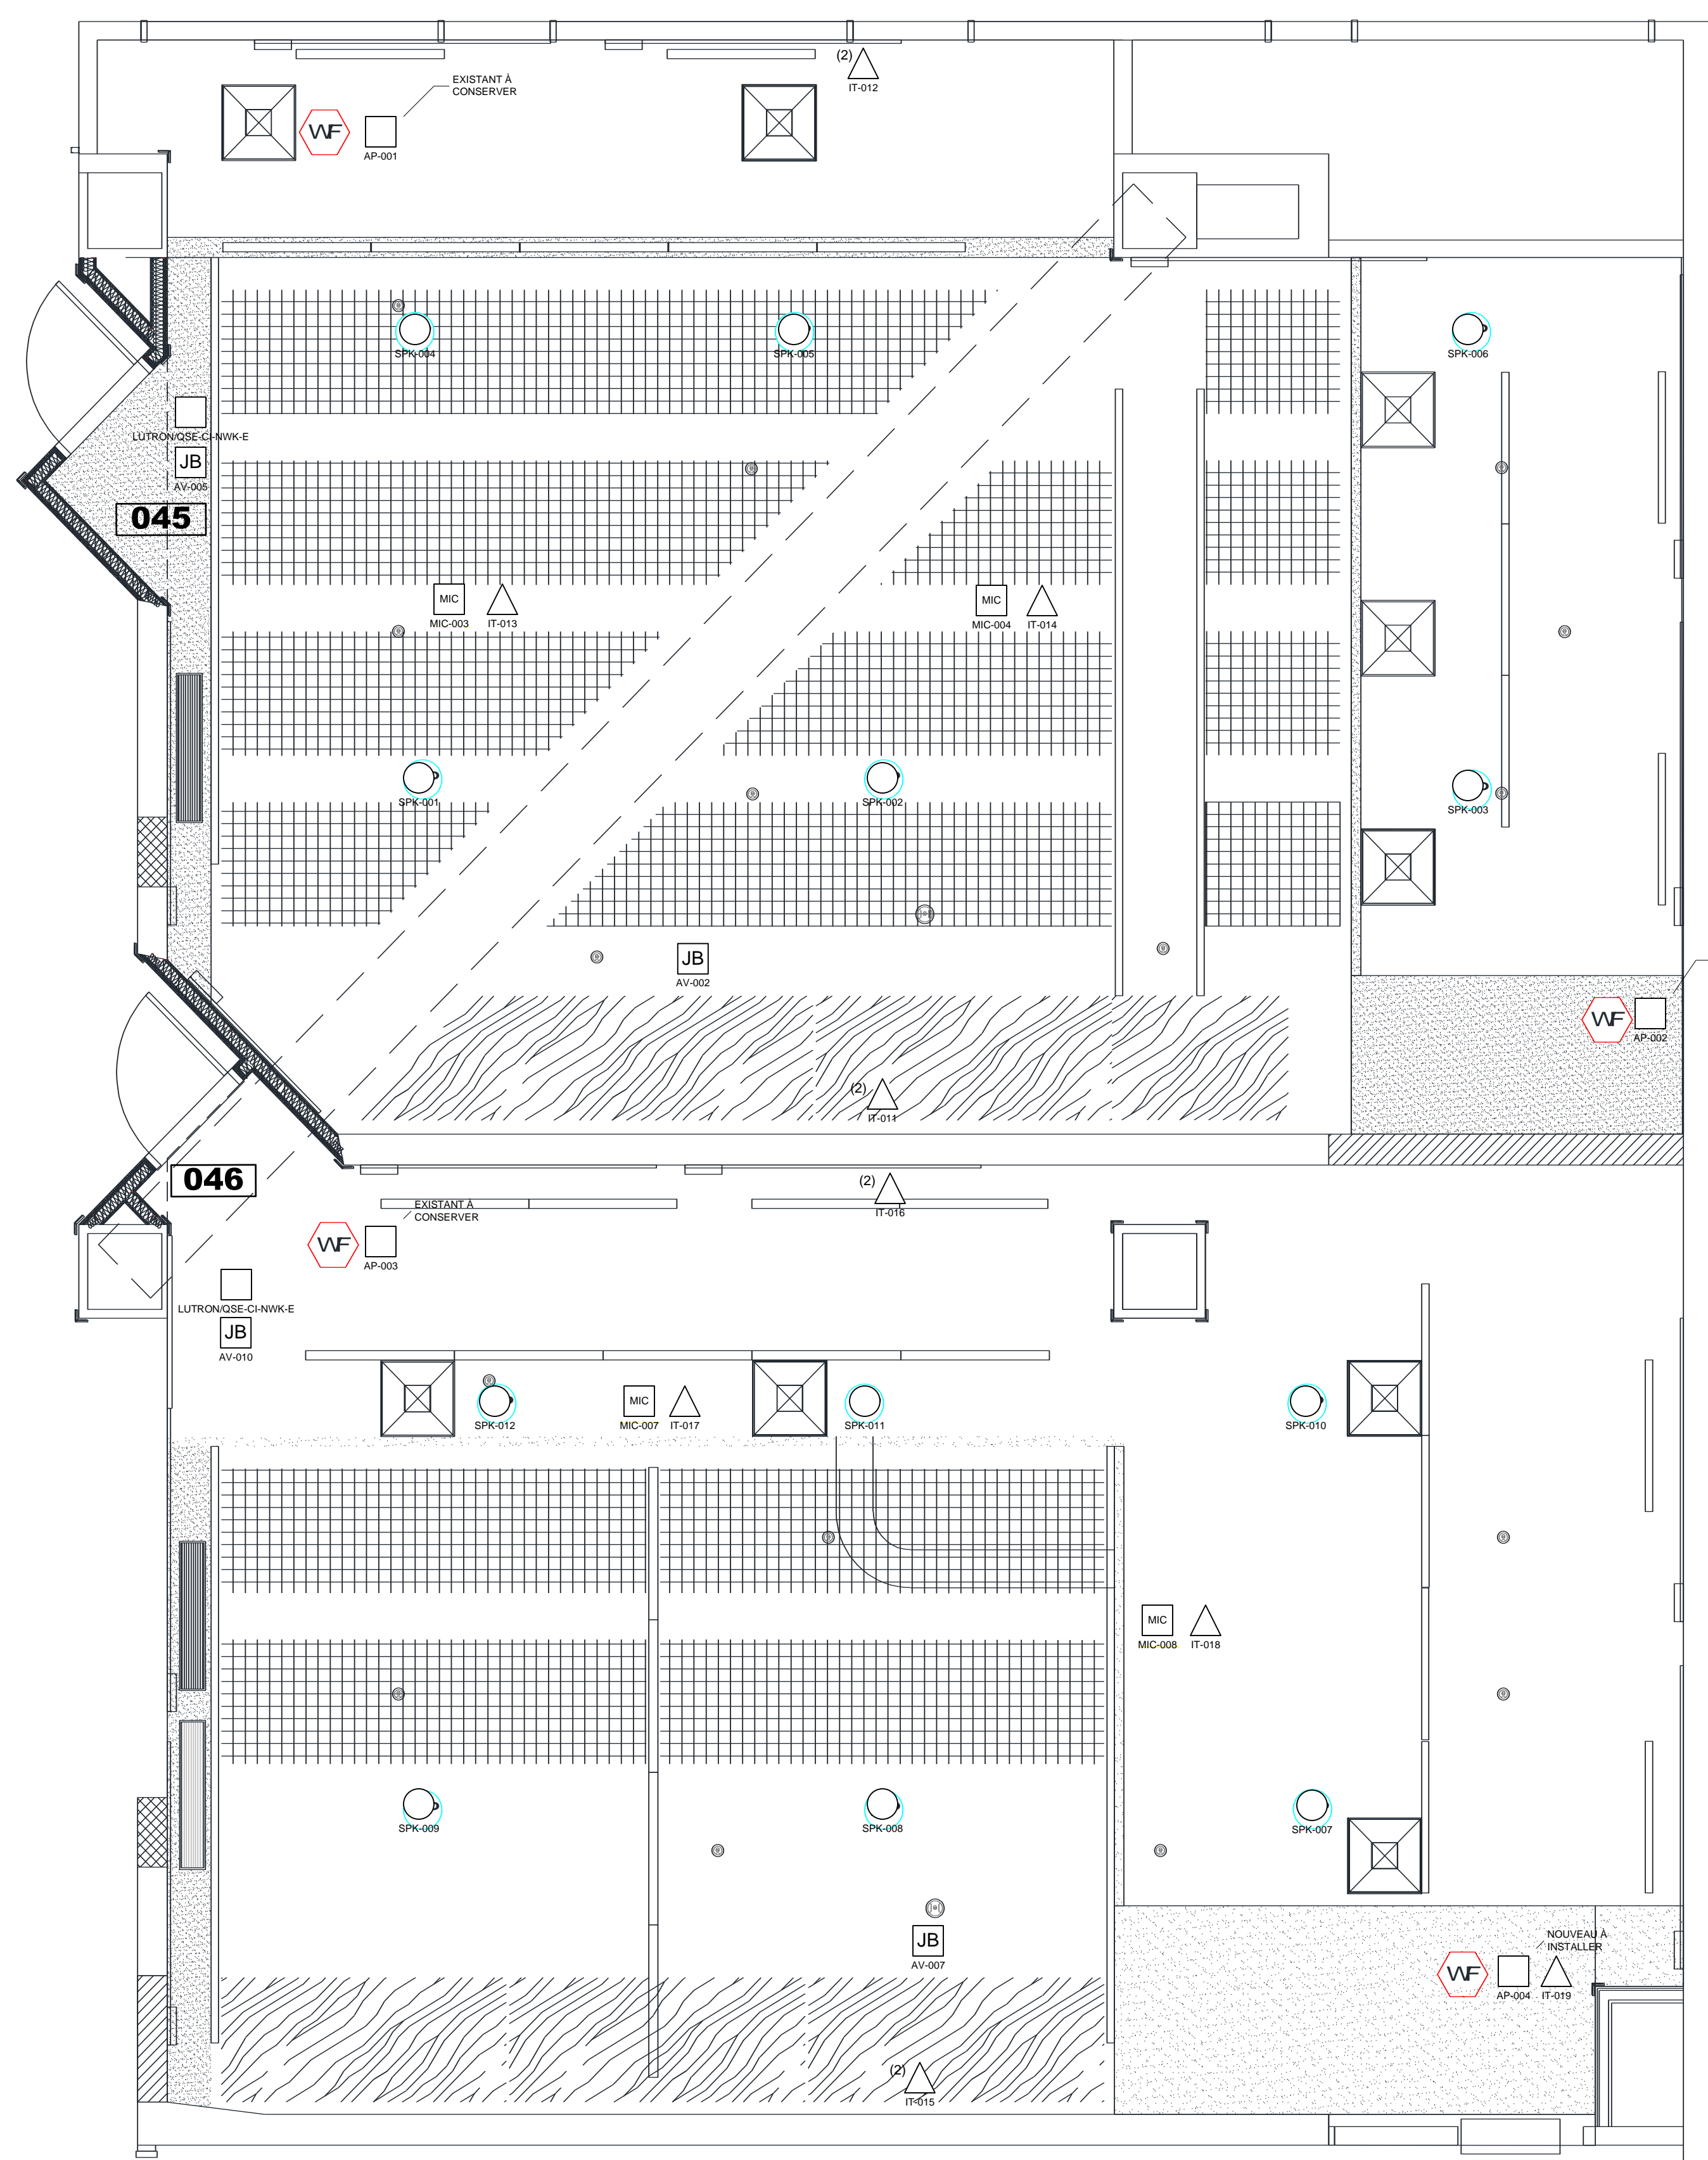 (2)
IT-012
EXISTANT À
CONSERVER
WF
AP-001
SPK-004
SPK-005
SPK-006
LUTRON/QSE-CI-NWK-E
JB
AV-005
045
MIC
MIC-003
IT-013
MIC
MIC-004
IT-014
SPK-001
SPK-002
SPK-003
JB
AV-002
WF
AP-002
(2)
IT-011
046
(2)
IT-016
EXISTANT À
CONSERVER
WF
AP-003
LUTRON/QSE-CI-NWK-E
JB
AV-010
SPK-012
MIC
MIC-007
IT-017
SPK-011
SPK-010
MIC
MIC-008
IT-018
SPK-009
SPK-008
SPK-007
JB
AV-007
NOUVEAU À
INSTALLER
WF
AP-004
IT-019
(2)
IT-015